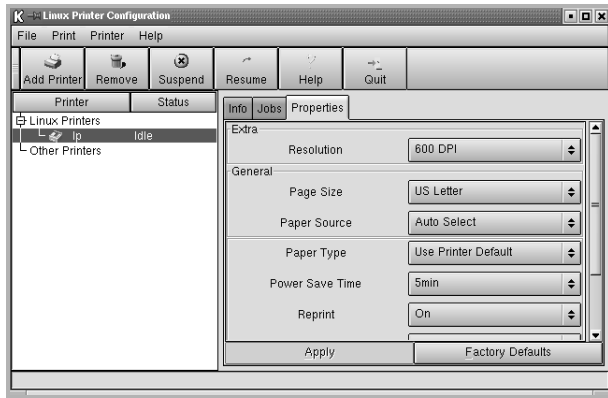 Linux Printer Configuration
File Print Printer Help
Add Printer Remove Suspend Resume Help Quit
Printer Status
Info Jobs Properties
Linux Printers
lp Idle
Other Printers
Extra
Resolution 600 DPI
General
Page Size US Letter
Paper Source Auto Select
Paper Type Use Printer Default
Power Save Time 5min
Reprint On
Apply Factory Defaults